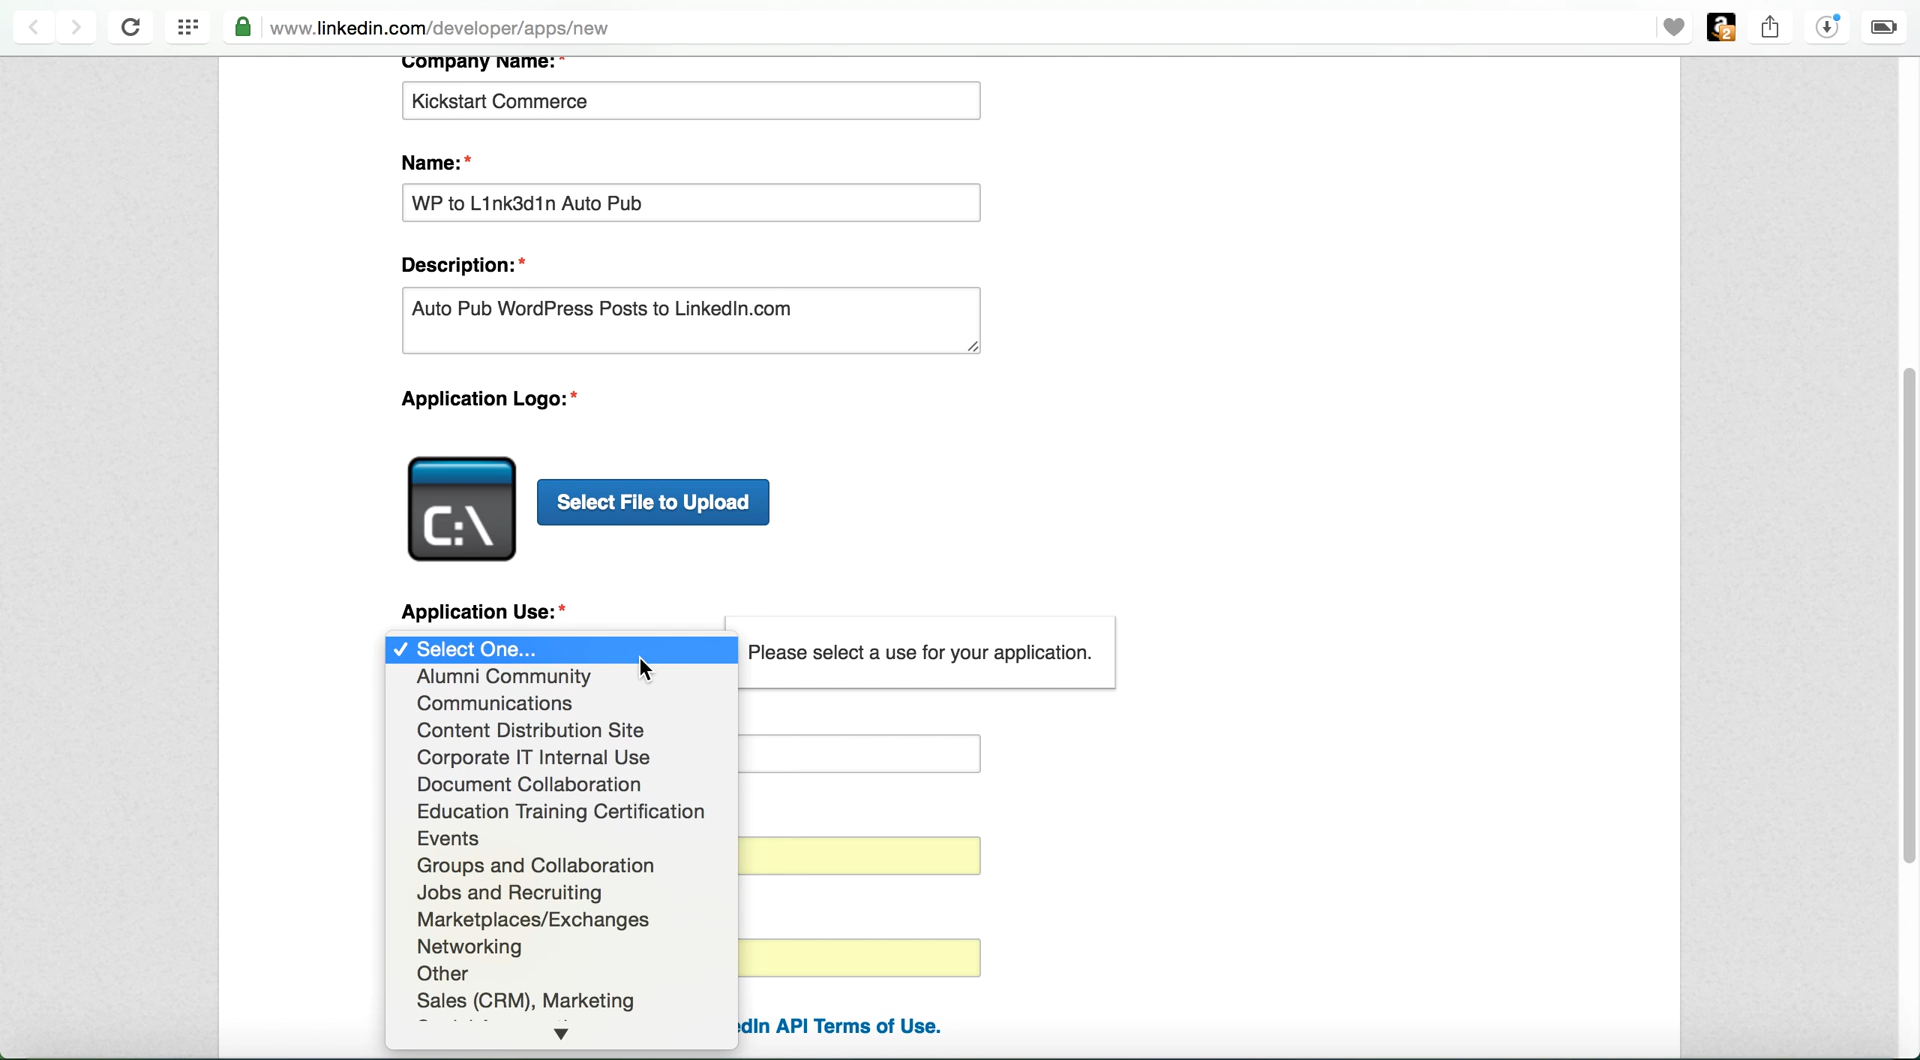 www.linkedin.com/developer/apps/new
2
Company Name:*
Kickstart Commerce
Name:*
WP to L1nk3d1n Auto Pub
Description:*
Auto Pub WordPress Posts to LinkedIn.com
Application Logo:*
C:\
Select File to Upload
Application Use:*
✓ Select One...
Please select a use for your application.
Alumni Community
Communications
Content Distribution Site
Corporate IT Internal Use
Document Collaboration
Education Training Certification
Events
Groups and Collaboration
Jobs and Recruiting
Marketplaces/Exchanges
Networking
Other
Sales (CRM), Marketing
edIn API Terms of Use.